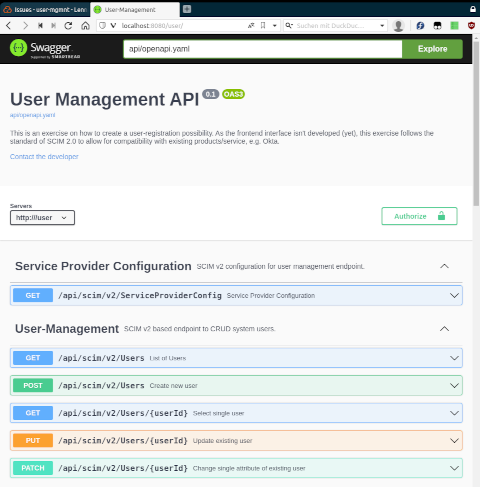 Issues - user-mgmnt - Lenn
User-Management
localhost:8080/user/
Suchen mit DuckDuc
Swagger
Supported by SMARTBEAR
api/openapi.yaml
Explore
User Management API 0.1 OAS3
api/openapi.yaml
This is an exercise on how to create a user-registration possibility. As the frontend interface isn't developed (yet), this exercise follows the
standard of SCIM 2.0 to allow for compatibility with existing products/service, e.g. Okta.
Contact the developer
Servers
http:///user
Authorize
Service Provider Configuration SCIM v2 configuration for user management endpoint.
GET /api/scim/v2/ServiceProviderConfig Service Provider Configuration
User-Management SCIM v2 based endpoint to CRUD system users.
GET /api/scim/v2/Users List of Users
POST /api/scim/v2/Users Create new user
GET /api/scim/v2/Users/{userId} Select single user
PUT /api/scim/v2/Users/{userId} Update existing user
PATCH /api/scim/v2/Users/{userId} Change single attribute of existing user